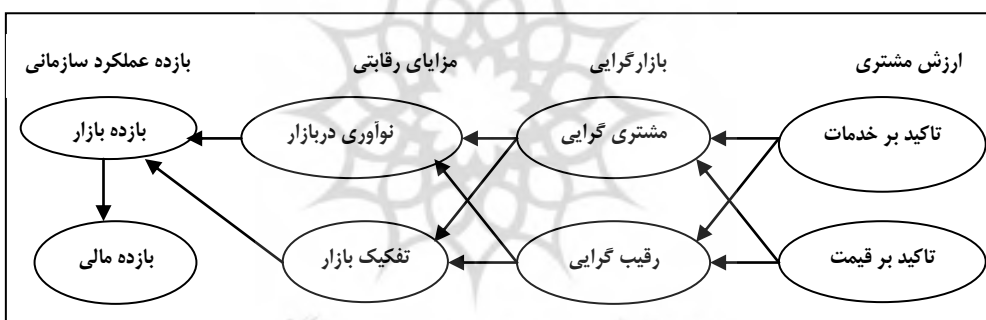 ارزش مشتری
بازارگرایی
مزایای رقابتی
بازده عملکرد سازمانی
تاکید بر خدمات
مشتری گرایی
نوآوری دربازار
بازده بازار
تاکید بر قیمت
رقیب گرایی
تفکیک بازار
بازده مالی